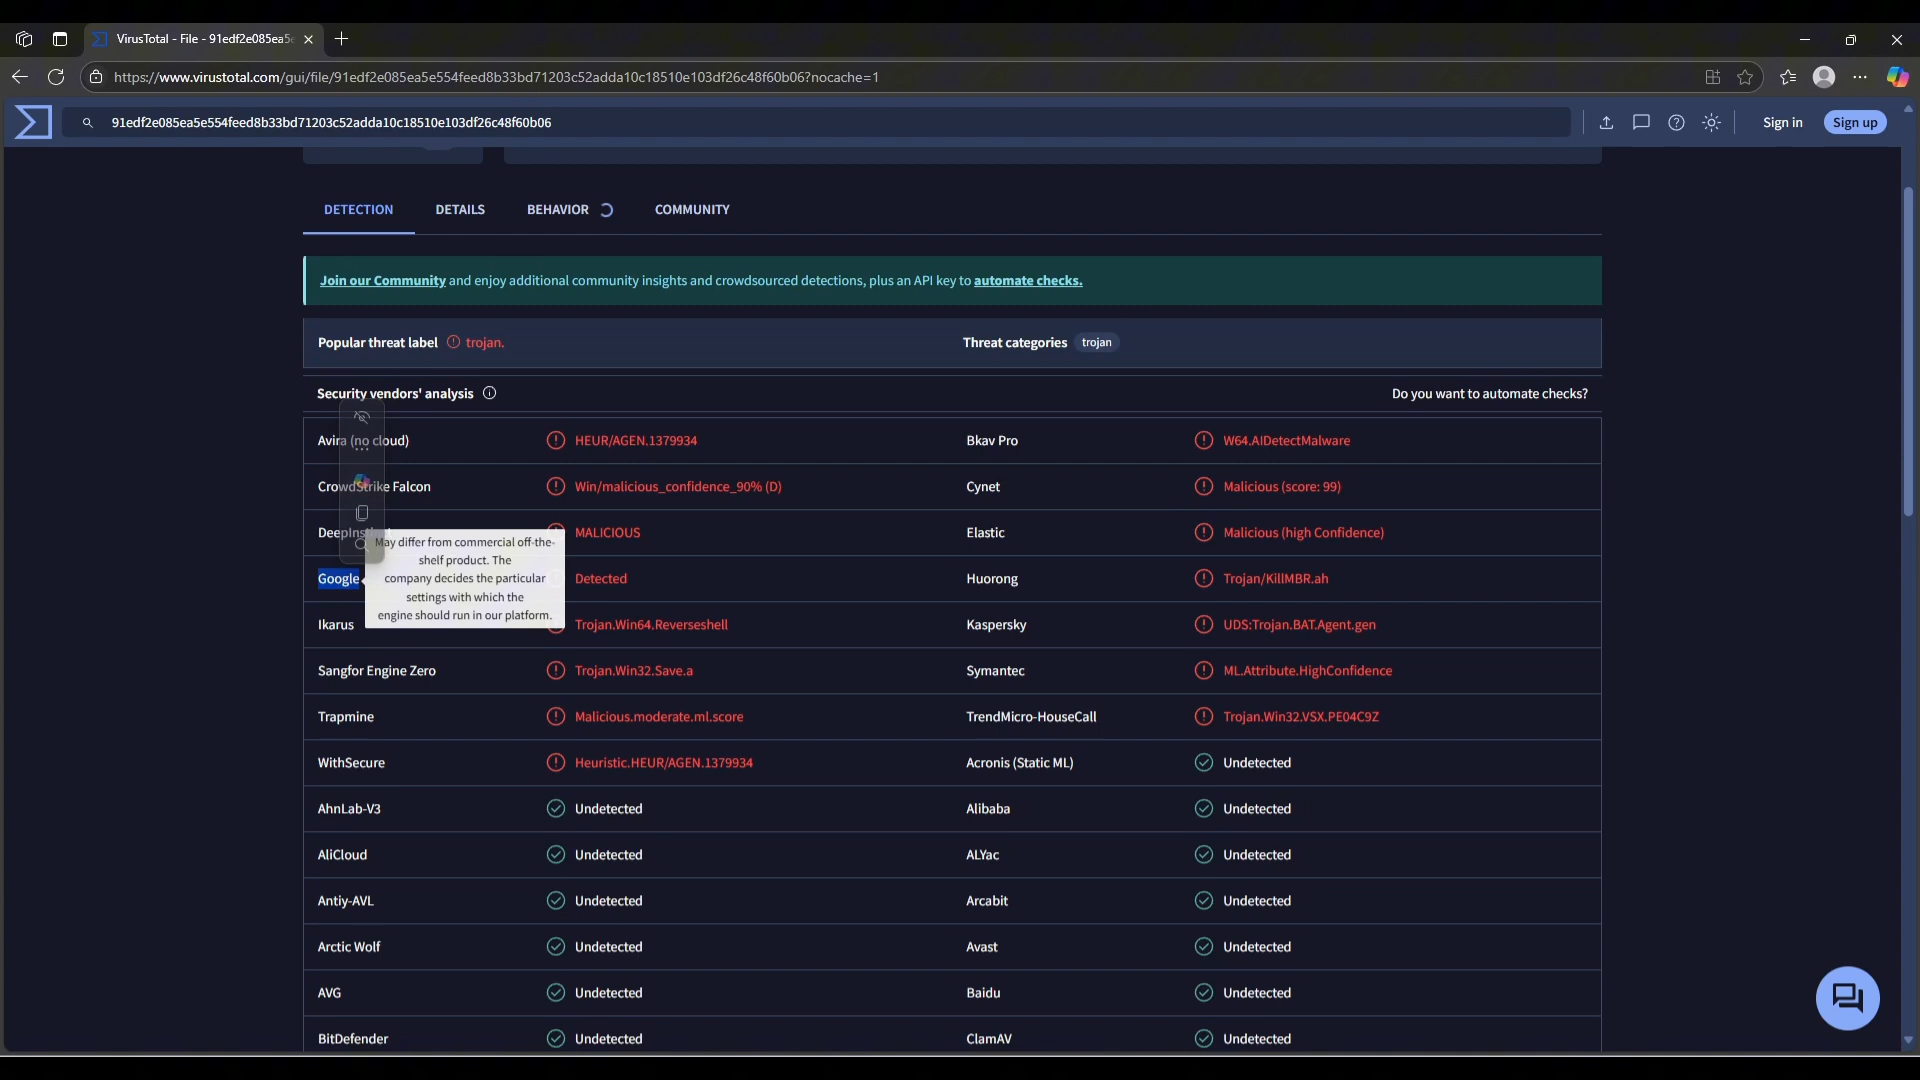 VirusTotal - File - 91edf2e085ea5
https://www.virustotal.com/gui/file/91edf2e085ea5e554feed8b33bd71203c52adda10c18510e103df26c48f60b06?nocache=1
91edf2e085ea5e554feed8b33bd71203c52adda10c18510e103df26c48f60b06
Sign in
Sign up
DETECTION
DETAILS
BEHAVIOR
COMMUNITY
Join our Community and enjoy additional community insights and crowdsourced detections, plus an API key to automate checks.
Popular threat label trojan.
Threat categories trojan
Security vendors' analysis
Do you want to automate checks?
Avira (no cloud) HEUR/AGEN.1379934 Bkav Pro W64.AIDetectMalware
CrowdStrike Falcon Win/malicious_confidence_90% (D) Cynet Malicious (score: 99)
MALICIOUS Elastic Malicious (high Confidence)
May differ from commercial off-the-
shelf product. The
company decides the particular
settings with which the
engine should run in our platform.
Google Detected Huorong Trojan/KillMBR.ah
Ikarus Trojan.Win64.Reverseshell Kaspersky UDS:Trojan.BAT.Agent.gen
Sangfor Engine Zero Trojan.Win32.Save.a Symantec ML.Attribute.HighConfidence
Trapmine Malicious.moderate.ml.score TrendMicro-HouseCall Trojan.Win32.VSX.PE04C9Z
WithSecure Heuristic.HEUR/AGEN.1379934 Acronis (Static ML) Undetected
AhnLab-V3 Undetected Alibaba Undetected
AliCloud Undetected ALYac Undetected
Antiy-AVL Undetected Arcabit Undetected
Arctic Wolf Undetected Avast Undetected
AVG Undetected Baidu Undetected
BitDefender Undetected ClamAV Undetected